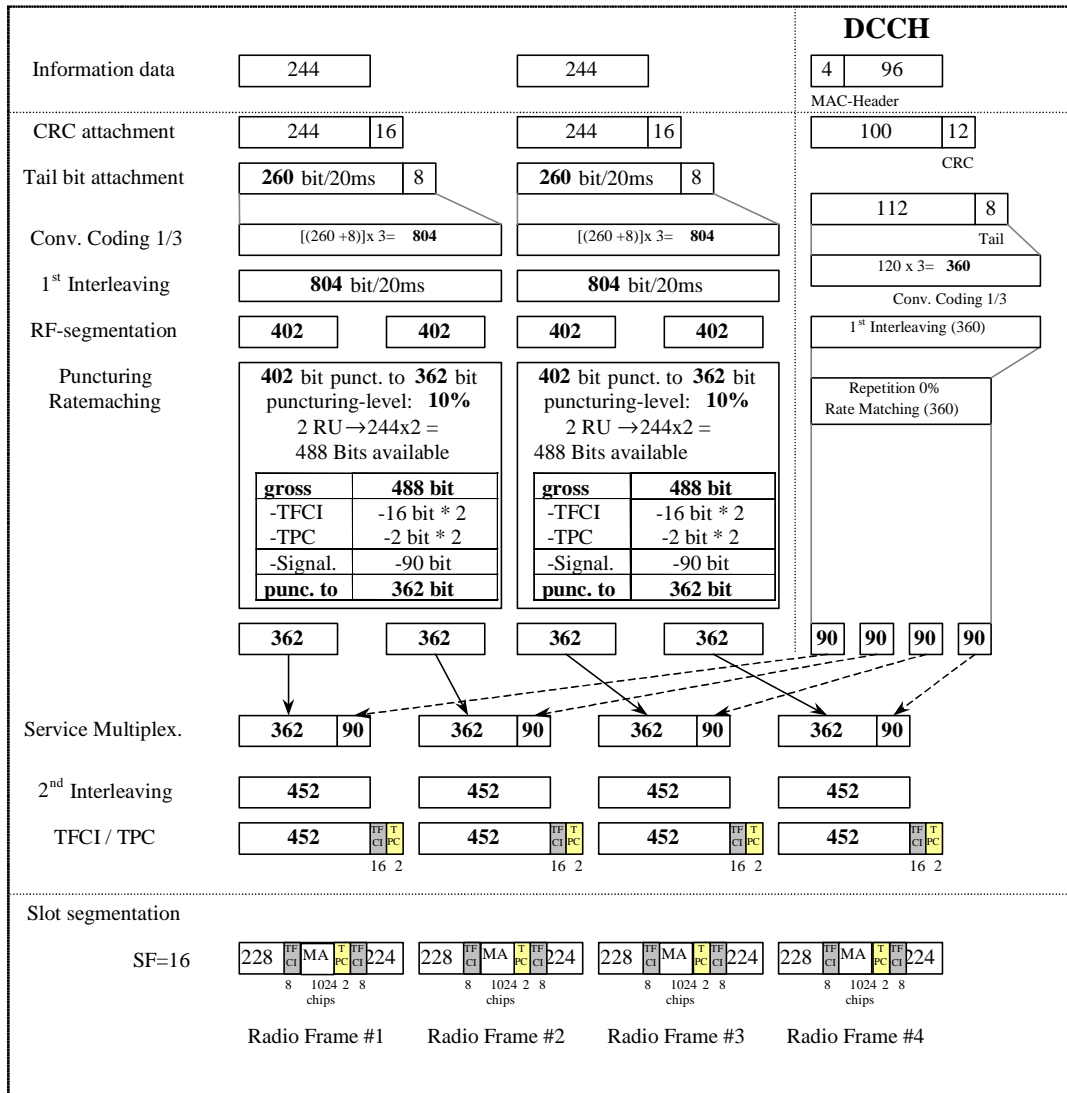 DCCH
Information data 244 244 4 96
MAC-Header
CRC attachment 244 16 244 16 100 12
CRC
Tail bit attachment 260 bit/20ms 8 260 bit/20ms 8
112 8
Tail
Conv. Coding 1/3 [(260 +8)]x 3= 804 [(260 +8)]x 3= 804
120 x 3= 360
Conv. Coding 1/3
1st Interleaving 804 bit/20ms 804 bit/20ms
RF-segmentation 402 402 402 402 1st Interleaving (360)
Puncturing
Ratemaching
402 bit punct. to 362 bit
puncturing-level: 10%
2 RU →244x2 =
488 Bits available
gross 488 bit
-TFCI -16 bit * 2
-TPC -2 bit * 2
-Signal. -90 bit
punc. to 362 bit
402 bit punct. to 362 bit
puncturing-level: 10%
2 RU →244x2 =
488 Bits available
gross 488 bit
-TFCI -16 bit * 2
-TPC -2 bit * 2
-Signal. -90 bit
punc. to 362 bit
Repetition 0%
Rate Matching (360)
362 362 362 362 90 90 90 90
Service Multiplex. 362 90 362 90 362 90 362 90
2nd Interleaving 452 452 452 452
TFCI / TPC 452 TF CI T PC 452 TF CI T PC 452 TF CI T PC 452 TF CI T PC
16 2 16 2 16 2 16 2
Slot segmentation
SF=16 228 TF CI MA T PC TF CI 224 228 TF CI MA T PC TF CI 224 228 TF CI MA T PC TF CI 224 228 TF CI MA T PC TF CI 224
8 1024 2 8 8 1024 2 8 8 1024 2 8 8 1024 2 8
chips chips chips chips
Radio Frame #1 Radio Frame #2 Radio Frame #3 Radio Frame #4